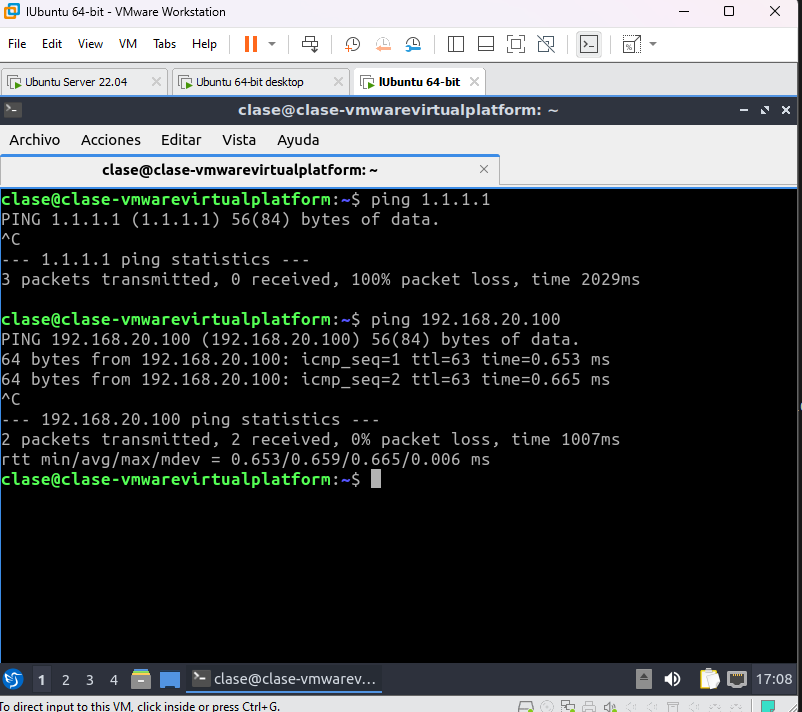 lUbuntu 64-bit - VMware Workstation
File Edit View VM Tabs Help
Ubuntu Server 22.04 Ubuntu 64-bit desktop lUbuntu 64-bit
clase@clase-vmwarevirtualplatform: ~
Archivo Acciones Editar Vista Ayuda
clase@clase-vmwarevirtualplatform: ~
clase@clase-vmwarevirtualplatform:~$ ping 1.1.1.1
PING 1.1.1.1 (1.1.1.1) 56(84) bytes of data.
^C
--- 1.1.1.1 ping statistics ---
3 packets transmitted, 0 received, 100% packet loss, time 2029ms
clase@clase-vmwarevirtualplatform:~$ ping 192.168.20.100
PING 192.168.20.100 (192.168.20.100) 56(84) bytes of data.
64 bytes from 192.168.20.100: icmp_seq=1 ttl=63 time=0.653 ms
64 bytes from 192.168.20.100: icmp_seq=2 ttl=63 time=0.665 ms
^C
--- 192.168.20.100 ping statistics ---
2 packets transmitted, 2 received, 0% packet loss, time 1007ms
rtt min/avg/max/mdev = 0.653/0.659/0.665/0.006 ms
clase@clase-vmwarevirtualplatform:~$
1 2 3 4 clase@clase-vmwarev... 17:08
To direct input to this VM, click inside or press Ctrl+G.